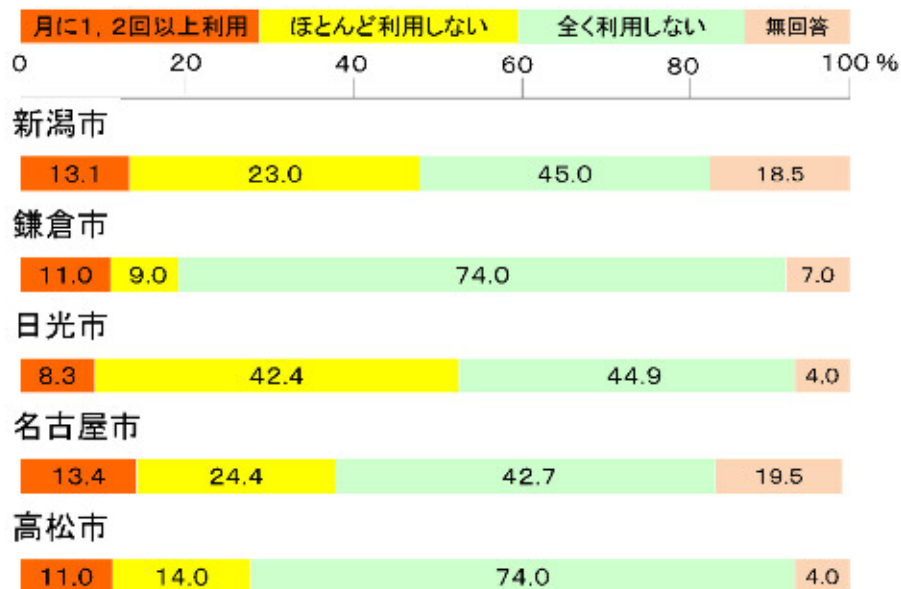 月に1, 2回以上利用 ほとんど利用しない 全く利用しない 無回答
0 20 40 60 80 100 %
新潟市
13.1 23.0 45.0 18.5
鎌倉市
11.0 9.0 74.0 7.0
日光市
8.3 42.4 44.9 4.0
名古屋市
13.4 24.4 42.7 19.5
高松市
11.0 14.0 74.0 4.0